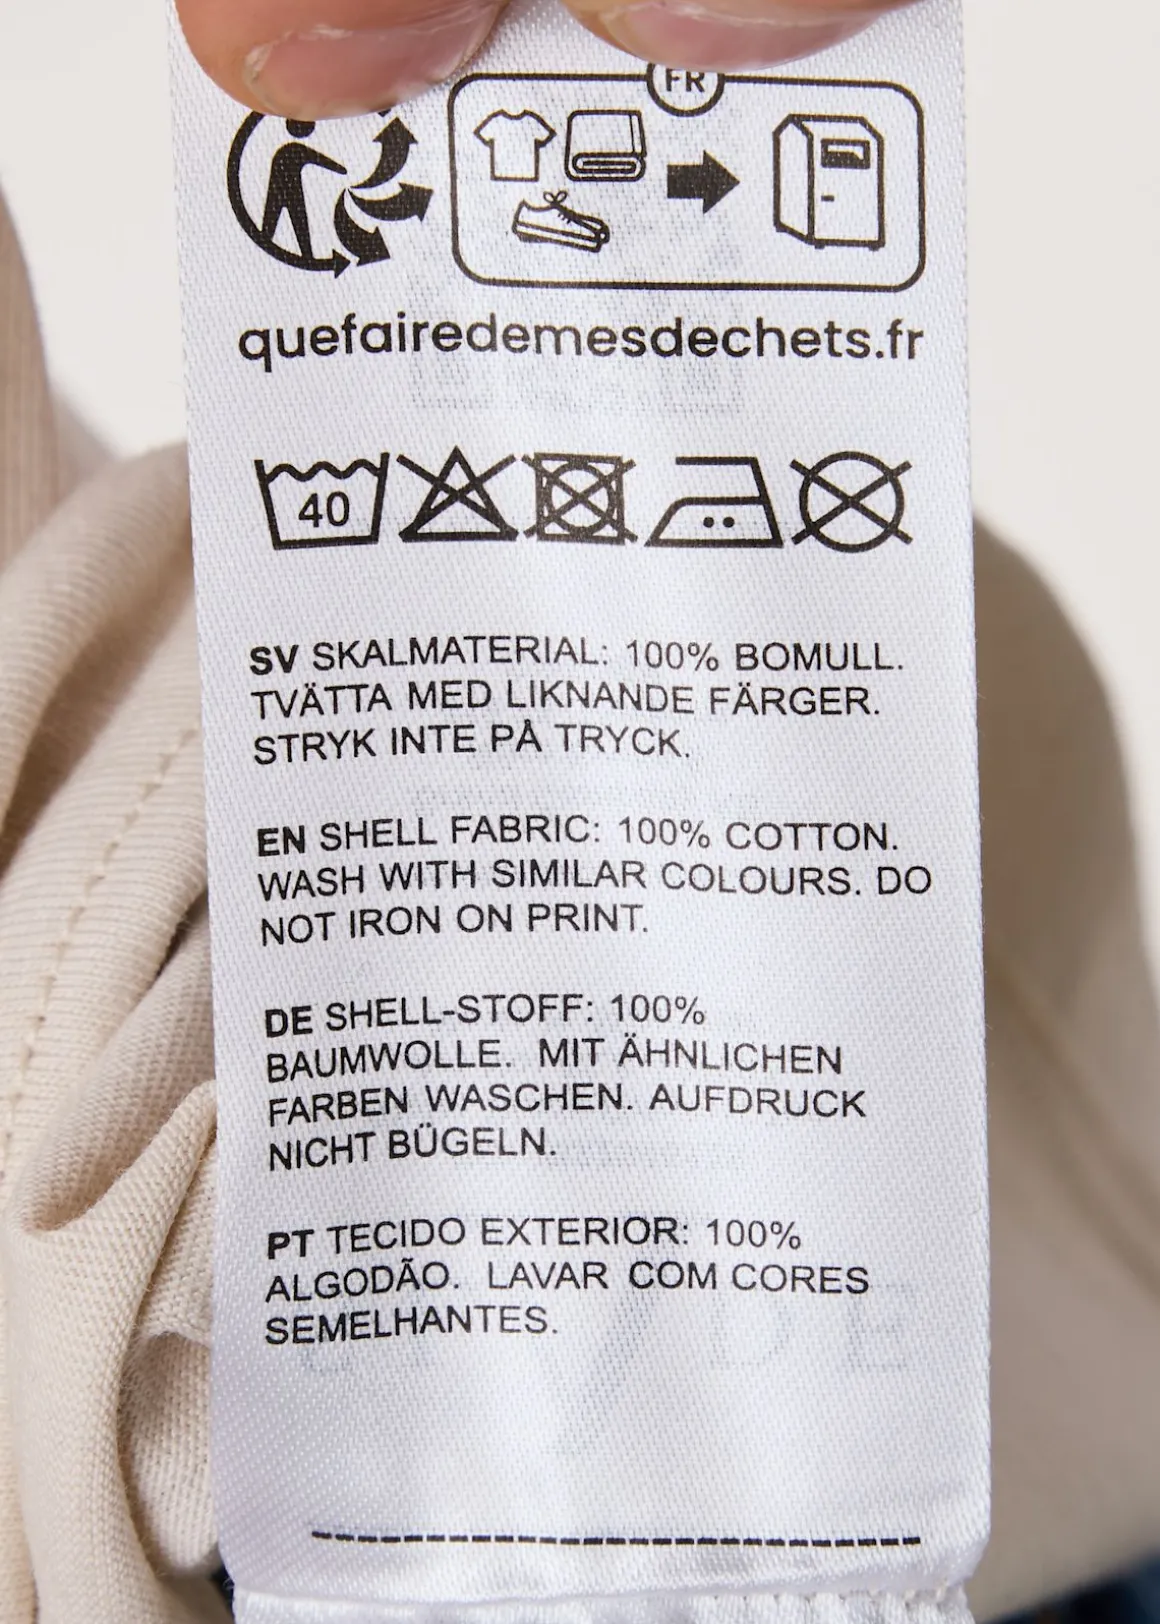 FR
quefairedemesdechets.fr
40
SV SKALMATERIAL: 100% BOMULL.
TVÄTTA MED LIKNANDE FÄRGER.
STRYK INTE PÅ TRYCK.
EN SHELL FABRIC: 100% COTTON.
WASH WITH SIMILAR COLOURS. DO
NOT IRON ON PRINT.
DE SHELL-STOFF: 100%
BAUMWOLLE. MIT ÄHNLICHEN
FARBEN WASCHEN. AUFDRUCK
NICHT BÜGELN.
PT TECIDO EXTERIOR: 100%
ALGODÃO. LAVAR COM CORES
SEMELHANTES.